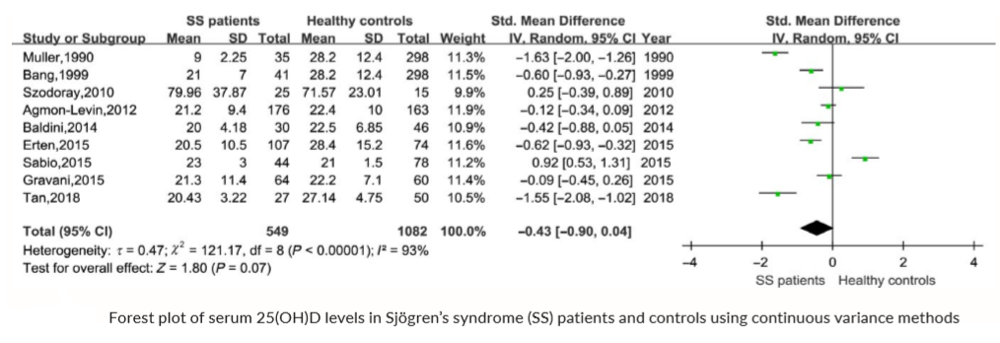 SS patients Healthy controls Std. Mean Difference Std. Mean Difference
Study or Subgroup Mean SD Total Mean SD Total Weight IV, Random, 95% CI Year IV, Random, 95% CI
Muller,1990 9 2.25 35 28.2 12.4 298 11.3% −1.63 [−2.00, −1.26] 1990
Bang,1999 21 7 41 28.2 12.4 298 11.4% −0.60 [−0.93, −0.27] 1999
Szodoray,2010 79.96 37.87 25 71.57 23.01 15 9.9% 0.25 [−0.39, 0.89] 2010
Agmon-Levin,2012 21.2 9.4 176 22.4 10 163 11.8% −0.12 [−0.34, 0.09] 2012
Baldini,2014 20 4.18 30 22.5 6.85 46 10.9% −0.42 [−0.88, 0.05] 2014
Erten,2015 20.5 10.5 107 28.4 15.2 74 11.6% −0.62 [−0.93, −0.32] 2015
Sabio,2015 23 3 44 21 1.5 78 11.2% 0.92 [0.53, 1.31] 2015
Gravani,2015 21.3 11.4 64 22.2 7.1 60 11.4% −0.09 [−0.45, 0.26] 2015
Tan,2018 20.43 3.22 27 27.14 4.75 50 10.5% −1.55 [−2.08, −1.02] 2018
Total (95% CI) 549 1082 100.0% −0.43 [−0.90, 0.04]
Heterogeneity: τ = 0.47; χ² = 121.17, df = 8 (P < 0.00001); I² = 93%
Test for overall effect: Z = 1.80 (P = 0.07)
−4 −2 0 2 4
SS patients Healthy controls
Forest plot of serum 25(OH)D levels in Sjögren’s syndrome (SS) patients and controls using continuous variance methods